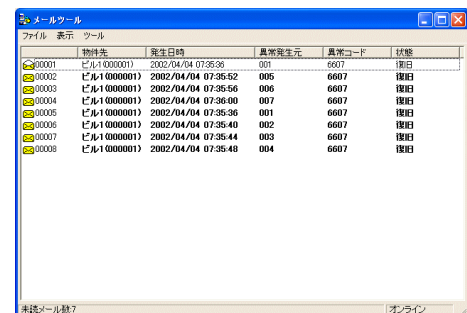 メールツール
ファイル 表示 ツール
物件先 発生日時 異常発生元 異常コード 状態
00001 ビル1(000001) 2002/04/04 07:35:36 001 6607 復旧
00002 ビル1(000001) 2002/04/04 07:35:52 005 6607 復旧
00003 ビル1(000001) 2002/04/04 07:35:56 006 6607 復旧
00004 ビル1(000001) 2002/04/04 07:36:00 007 6607 復旧
00005 ビル1(000001) 2002/04/04 07:35:36 001 6607 復旧
00006 ビル1(000001) 2002/04/04 07:35:40 002 6607 復旧
00007 ビル1(000001) 2002/04/04 07:35:44 003 6607 復旧
00008 ビル1(000001) 2002/04/04 07:35:48 004 6607 復旧
未読メール数:7 オンライン